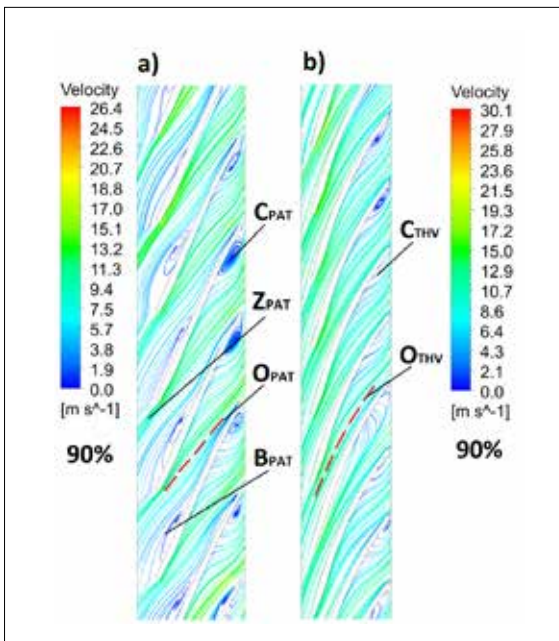 a)
b)
Velocity
26.4
24.5
22.6
20.7
18.8
17.0
15.1
13.2
11.3
9.4
7.5
5.7
3.8
1.9
0.0
[m s^-1]
90%
CPAT
ZPAT
OPAT
BPAT
CTHV
OTHV
Velocity
30.1
27.9
25.8
23.6
21.5
19.3
17.2
15.0
12.9
10.7
8.6
6.4
4.3
2.1
0.0
[m s^-1]
90%